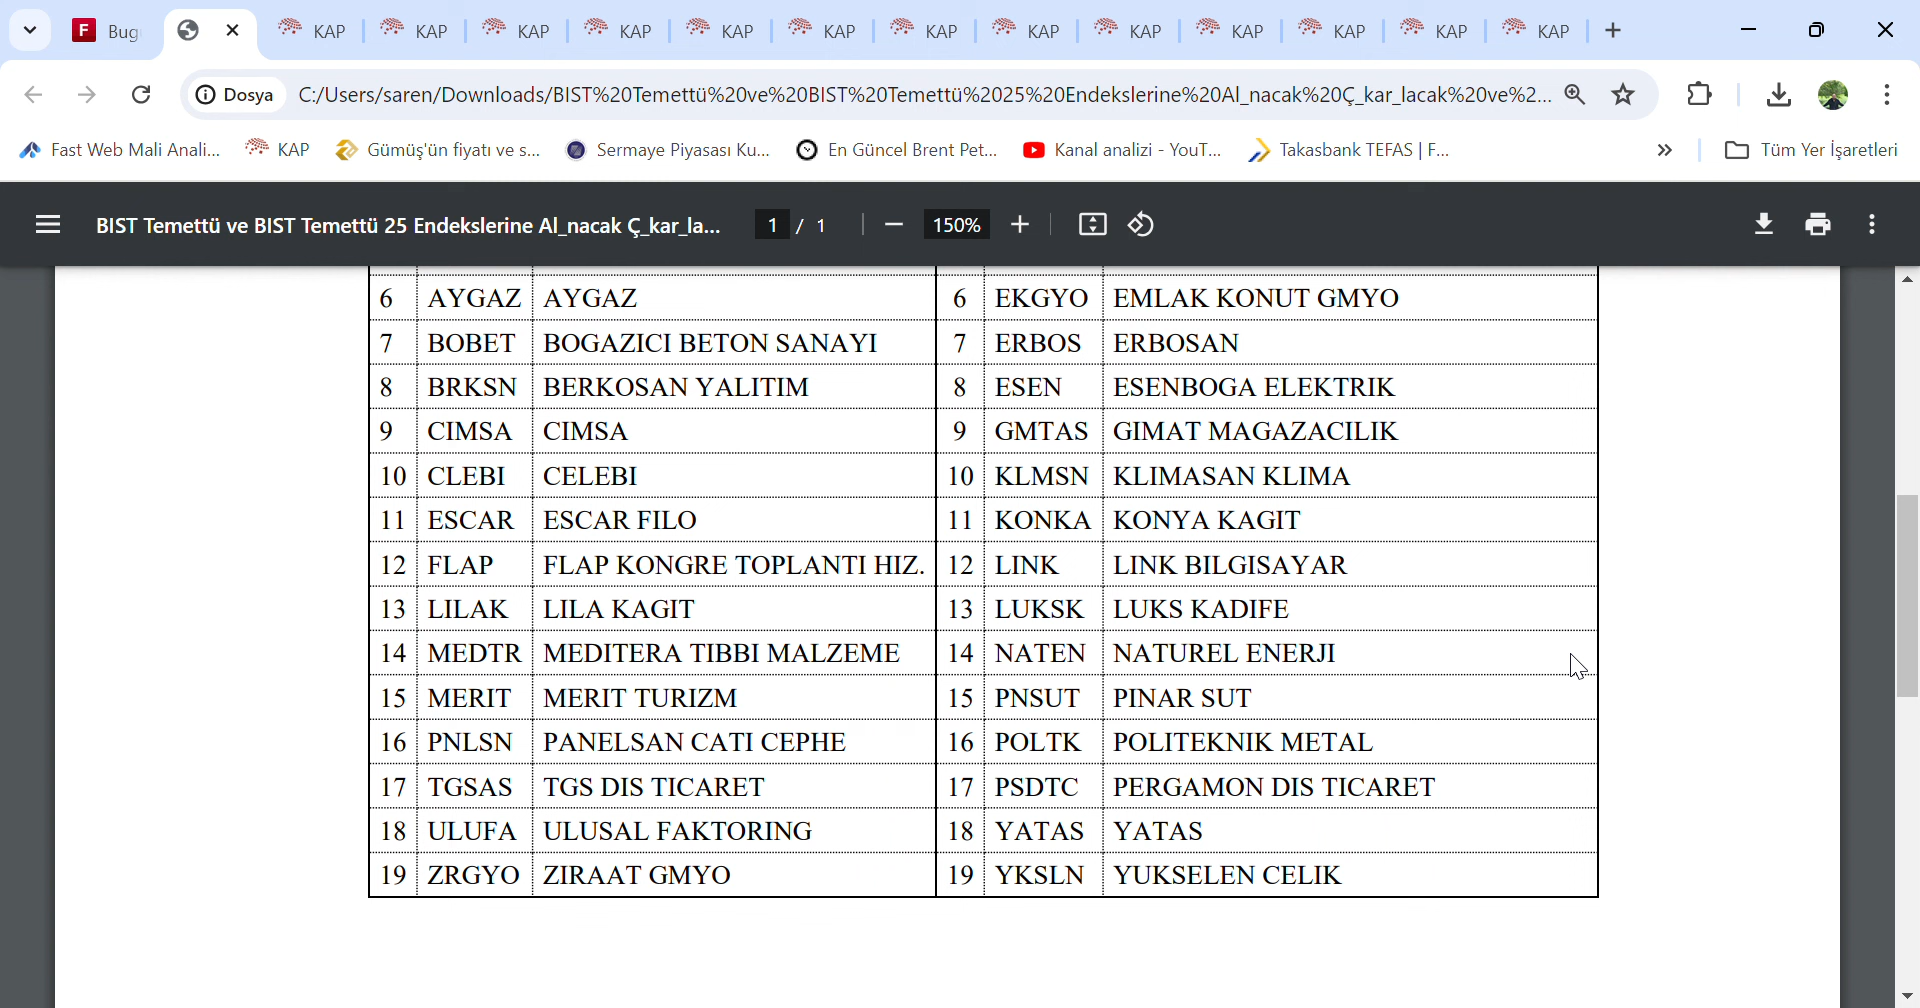 F Bug
KAP KAP KAP KAP KAP KAP KAP KAP KAP KAP KAP KAP KAP
Dosya C:/Users/saren/Downloads/BIST%20Temettü%20ve%20BIST%20Temettü%2025%20Endekslerine%20Al_nacak%20Ç_kar_lacak%20ve%2...
Fast Web Mali Anali... KAP Gümüş'ün fiyatı ve s... Sermaye Piyasası Ku... En Güncel Brent Pet... Kanal analizi - YouT... Takasbank TEFAS | F... » Tüm Yer İşaretleri
BIST Temettü ve BIST Temettü 25 Endekslerine Al_nacak Ç_kar_la... 1 / 1 150%
6 AYGAZ AYGAZ 6 EKGYO EMLAK KONUT GMYO
7 BOBET BOGAZICI BETON SANAYI 7 ERBOS ERBOSAN
8 BRKSN BERKOSAN YALITIM 8 ESEN ESENBOGA ELEKTRIK
9 CIMSA CIMSA 9 GMTAS GIMAT MAGAZACILIK
10 CLEBI CELEBI 10 KLMSN KLIMASAN KLIMA
11 ESCAR ESCAR FILO 11 KONKA KONYA KAGIT
12 FLAP FLAP KONGRE TOPLANTI HIZ. 12 LINK LINK BILGISAYAR
13 LILAK LILA KAGIT 13 LUKSK LUKS KADIFE
14 MEDTR MEDITERA TIBBI MALZEME 14 NATEN NATUREL ENERJI
15 MERIT MERIT TURIZM 15 PNSUT PINAR SUT
16 PNLSN PANELSAN CATI CEPHE 16 POLTK POLITEKNIK METAL
17 TGSAS TGS DIS TICARET 17 PSDTC PERGAMON DIS TICARET
18 ULUFA ULUSAL FAKTORING 18 YATAS YATAS
19 ZRGYO ZIRAAT GMYO 19 YKSLN YUKSELEN CELIK